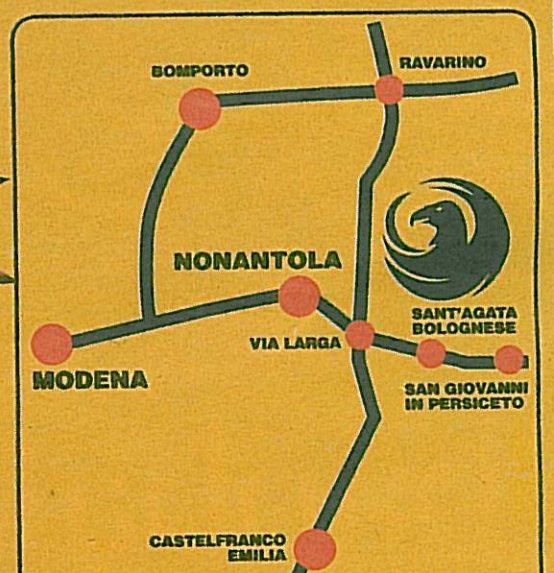 BOMPORTO
RAVARINO
NONANTOLA
SANT'AGATA
BOLOGNESE
VIA LARGA
MODENA
SAN GIOVANNI
IN PERSICETO
CASTELFRANCO
EMILIA